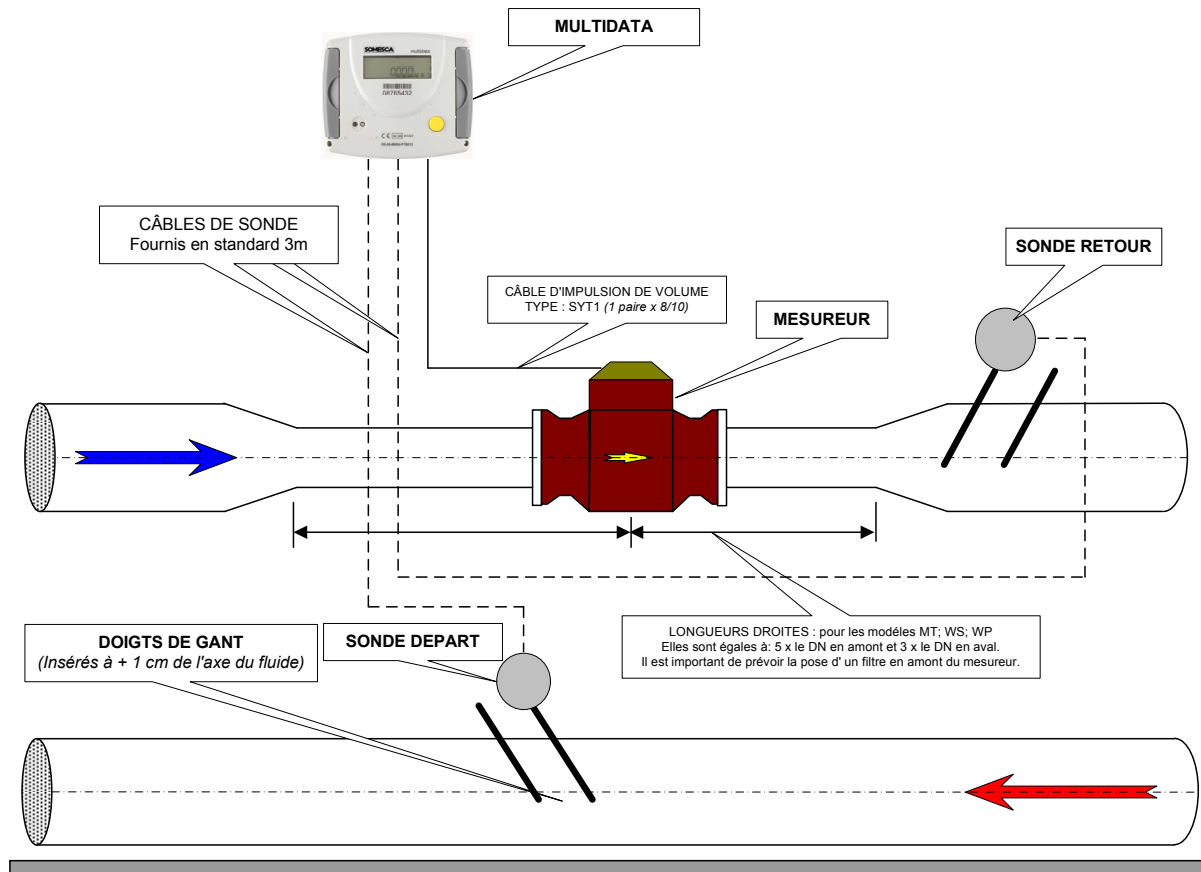 MULTIDATA
SOMESCA
multidata
08765432
CÂBLES DE SONDE
Fournis en standard 3m
SONDE RETOUR
CÂBLE D'IMPULSION DE VOLUME
TYPE : SYT1 (1 paire x 8/10)
MESUREUR
DOIGTS DE GANT
(Insérés à + 1 cm de l'axe du fluide)
SONDE DEPART
LONGUEURS DROITES : pour les modéles MT; WS; WP
Elles sont égales à: 5 x le DN en amont et 3 x le DN en aval.
Il est important de prévoir la pose d' un filtre en amont du mesureur.